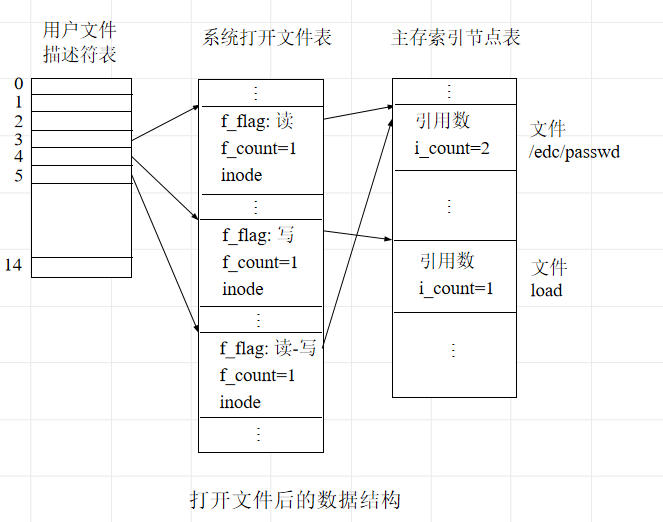 用户文件
描述符表
系统打开文件表
主存索引节点表
0
1
2
3
4
5
14
⋮
f_flag: 读
f_count=1
inode
⋮
f_flag: 写
f_count=1
inode
⋮
f_flag: 读-写
f_count=1
inode
⋮
⋮
引用数
i_count=2
⋮
引用数
i_count=1
⋮
文件
/edc/passwd
文件
load
打开文件后的数据结构